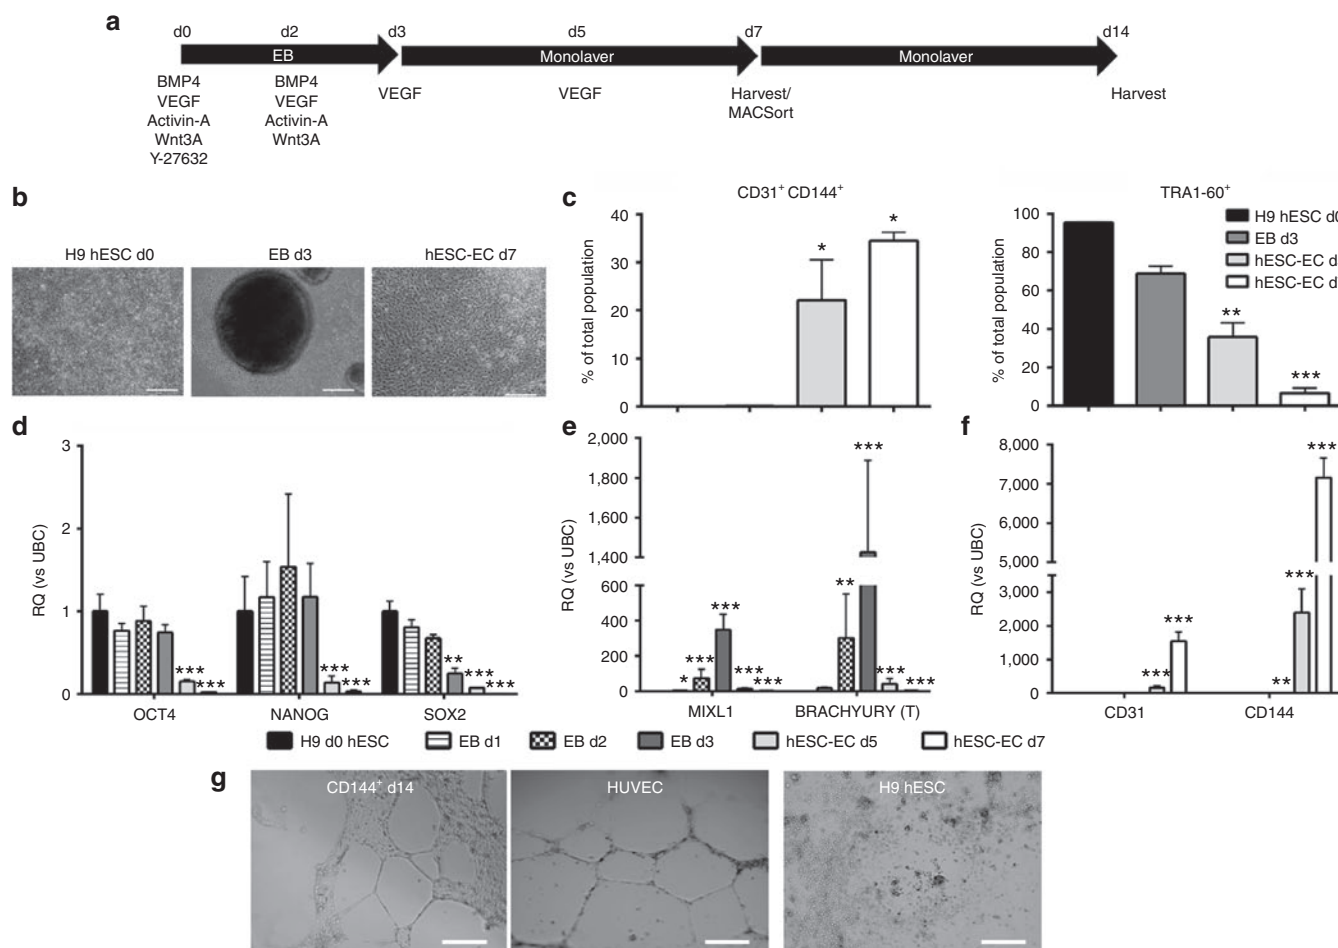 a
d0 d2 d3 d5 d7 d14
EB Monolaver Monolaver
BMP4 BMP4 VEGF VEGF Harvest/ Harvest
VEGF VEGF MACSort
Activin-A Activin-A
Wnt3A Wnt3A
Y-27632
b
H9 hESC d0 EB d3 hESC-EC d7
c
CD31+ CD144+
% of total population
40
30
20
10
0
* *
TRA1-60+
% of total population
100
80
60
40
20
0
** ***
H9 hESC d0
EB d3
hESC-EC d
hESC-EC d
d
RQ (vs UBC)
3
2
1
0
*** *** *** *** ** *** ***
OCT4 NANOG SOX2
e
RQ (vs UBC)
2,000
1,800
1,600
1,400
600
400
200
0
* *** *** *** *** ** *** *** ***
MIXL1 BRACHYURY (T)
f
RQ (vs UBC)
8,000
7,000
6,000
5,000
3,000
2,000
1,000
0
*** *** ** *** ***
CD31 CD144
H9 d0 hESC EB d1 EB d2 EB d3 hESC-EC d5 hESC-EC d7
g
CD144+ d14 HUVEC H9 hESC